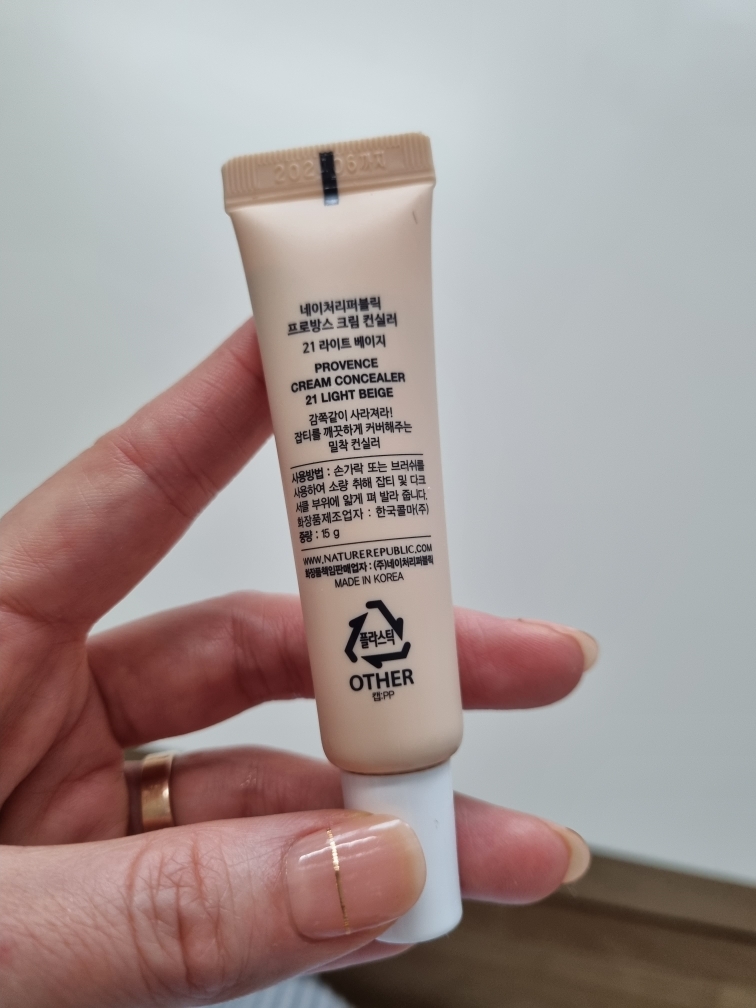 네이처리퍼블릭
프로방스 크림 컨실러
21 라이트 베이지
PROVENCE
CREAM CONCEALER
21 LIGHT BEIGE
감쪽같이 사라져라!
잡티를 깨끗하게 커버해주는
밀착 컨실러
사용방법 : 손가락 또는 브러쉬를
사용하여 소량 취해 잡티 및 다크
서클 부위에 얇게 펴 발라 줍니다.
화장품제조업자 : 한국콜마(주)
중량 : 15 g
WWW.NATUREREPUBLIC.COM
화장품책임판매업자 : (주)네이처리퍼블릭
MADE IN KOREA
플라스틱
OTHER
캡:PP